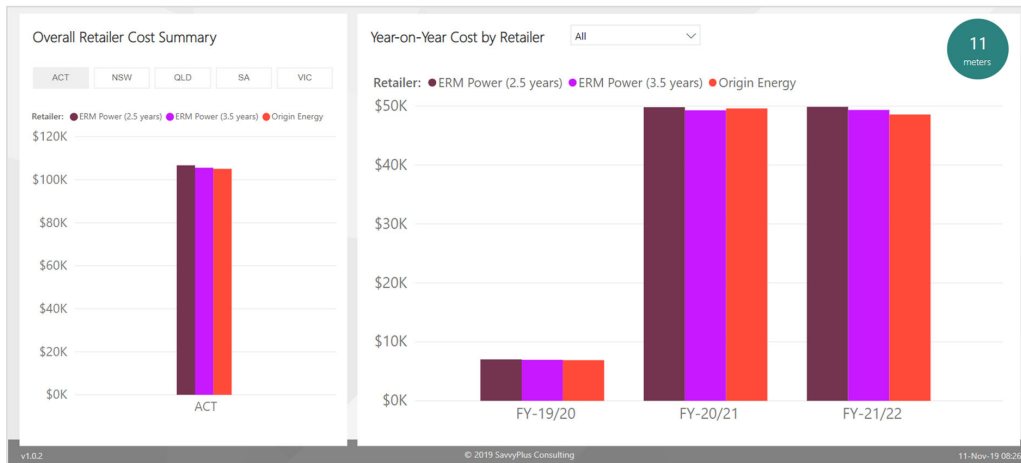 Overall Retailer Cost Summary
ACT NSW QLD SA VIC
Retailer: ERM Power (2.5 years) ERM Power (3.5 years) Origin Energy
$120K
$100K
$80K
$60K
$40K
$20K
$0K
ACT
Year-on-Year Cost by Retailer
All
11
meters
Retailer: ERM Power (2.5 years) ERM Power (3.5 years) Origin Energy
$50K
$40K
$30K
$20K
$10K
$0K
FY-19/20 FY-20/21 FY-21/22
v1.0.2 © 2019 SavvyPlus Consulting 11-Nov-19 08:26